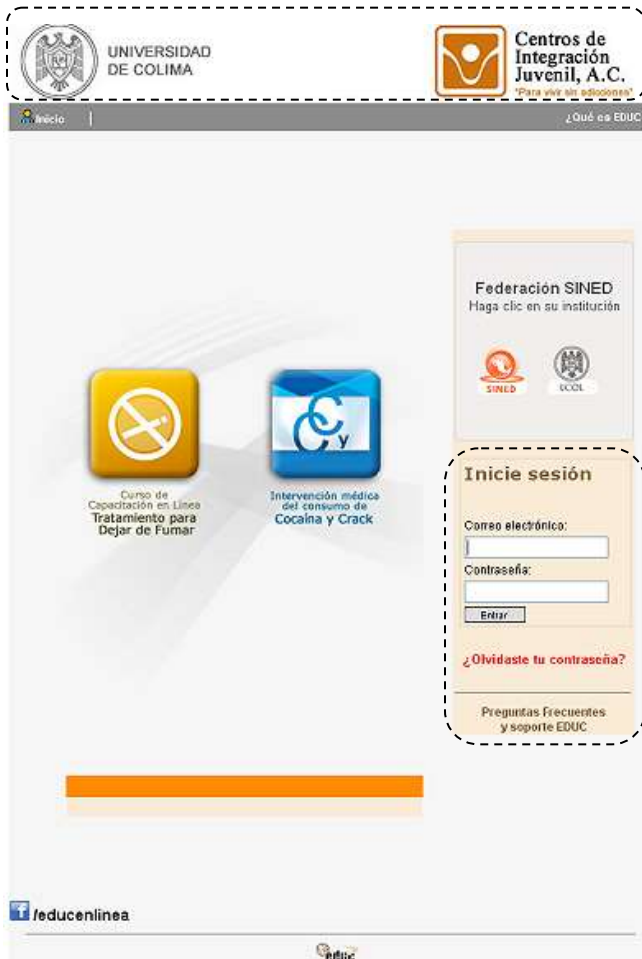 UNIVERSIDAD
DE COLIMA
Centros de
Integración
Juvenil, A.C.
"Para vivir sin adicciones"
Inicio |
¿Qué es EDUC
Federación SINED
Haga clic en su institución
SINED
UCOL
Curso de
Capacitación en Línea
Tratamiento para
Dejar de Fumar
CC y
Intervención médica
del consumo de
Cocaína y Crack
Inicie sesión
Correo electrónico:
Contraseña:
Entrar
¿Olvidaste tu contraseña?
Preguntas Frecuentes
y soporte EDUC
/educenlinea
educ